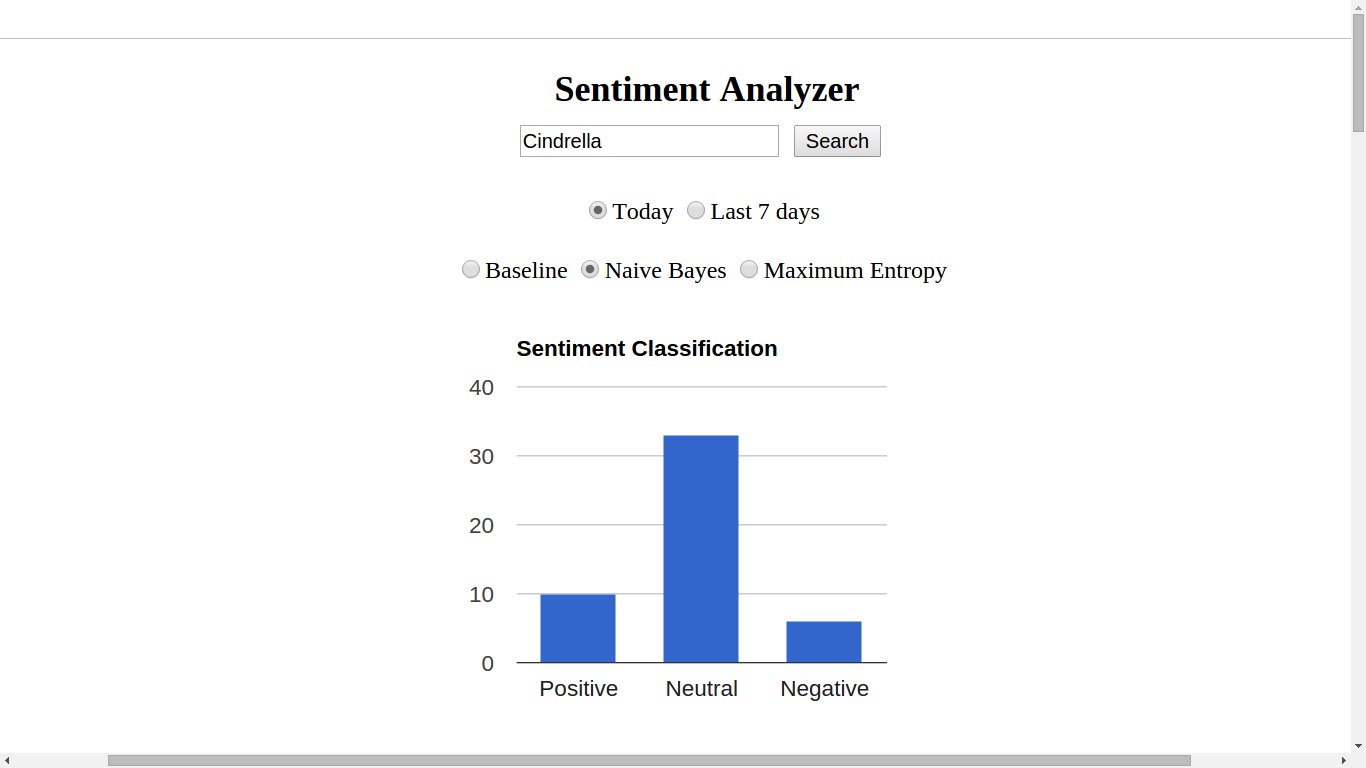 Sentiment Analyzer
Cindrella Search
Today Last 7 days
Baseline Naive Bayes Maximum Entropy
Sentiment Classification
40
30
20
10
0
Positive Neutral Negative